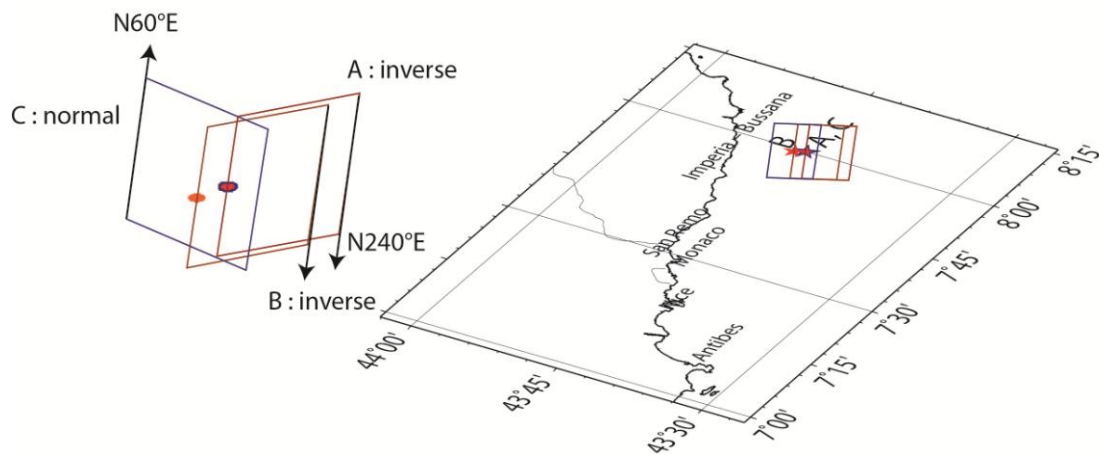 N60°E
A : inverse
C : normal
N240°E
B : inverse
Bussana
Imperia
San Remo
Monaco
Antibes
B
A, C
8°15'
8°00'
7°45'
7°30'
7°15'
7°00'
44°00'
43°45'
43°30'